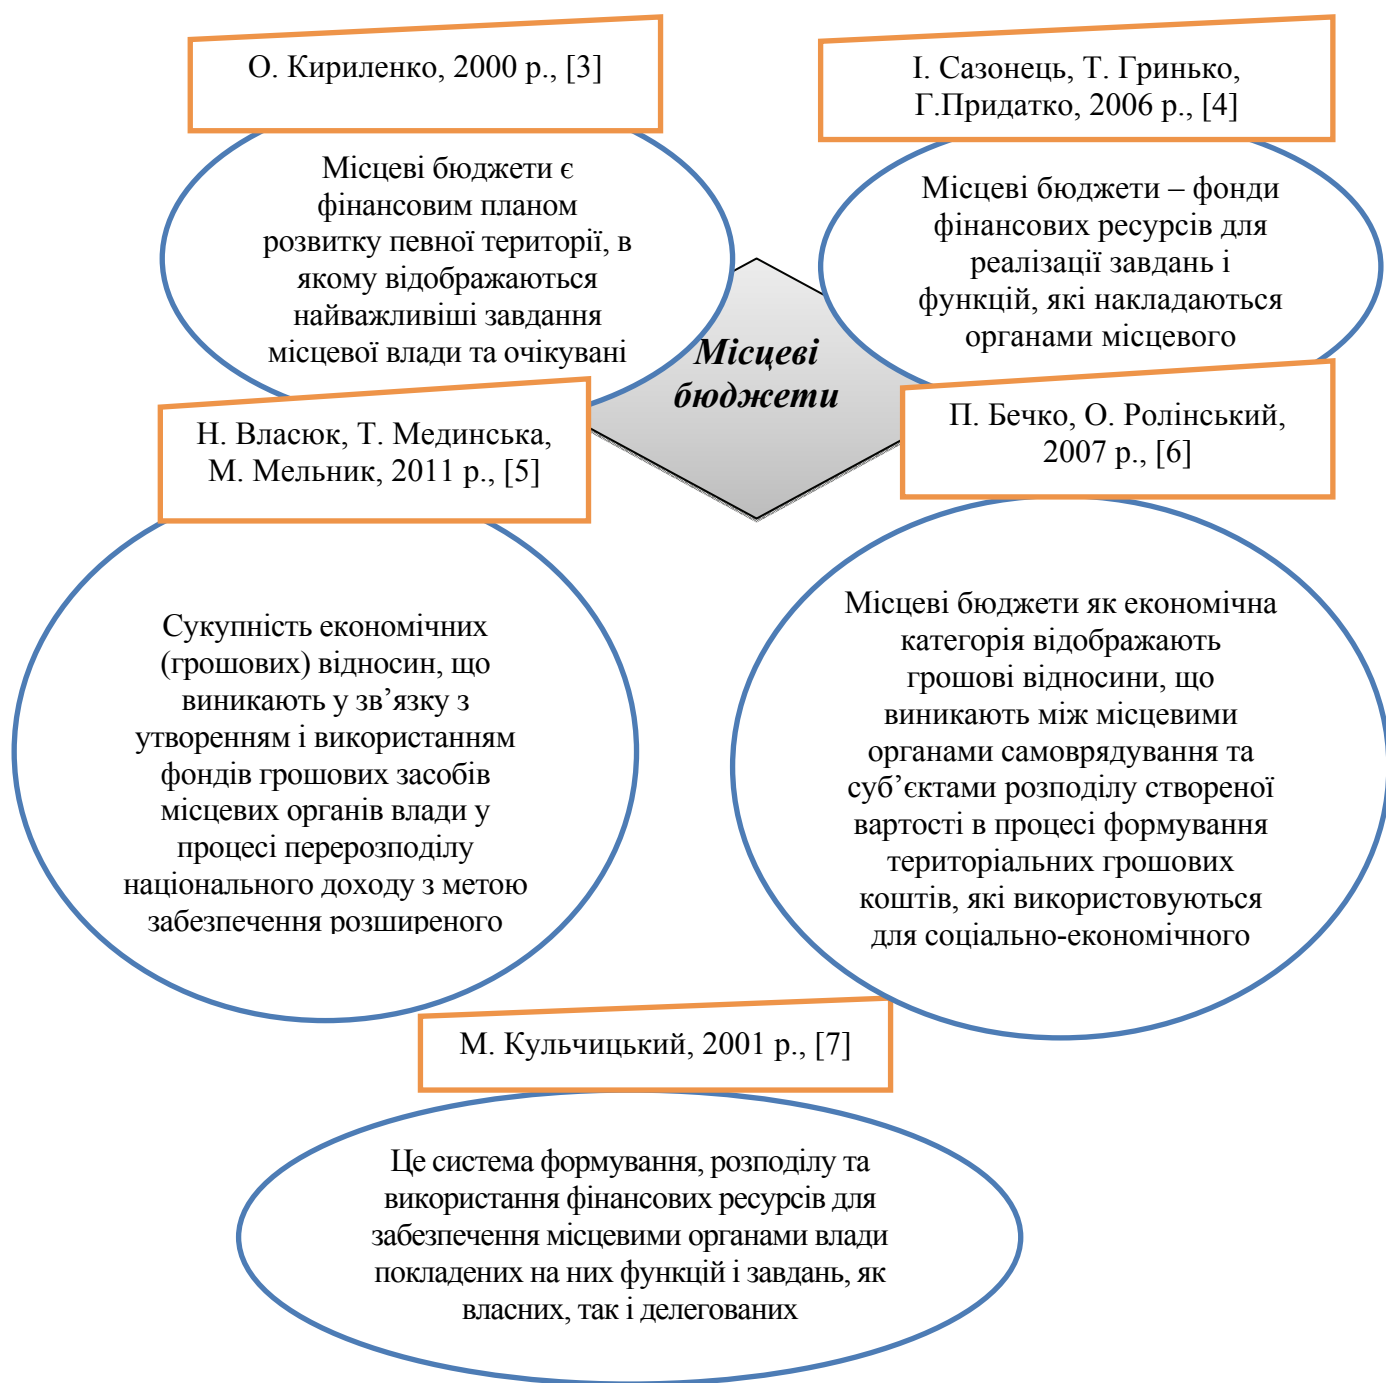 О. Кириленко, 2000 р., [3]
Місцеві бюджети є
фінансовим планом
розвитку певної території, в
якому відображаються
найважливіші завдання
місцевої влади та очікувані
І. Сазонець, Т. Гринько,
Г.Придатко, 2006 р., [4]
Місцеві бюджети – фонди
фінансових ресурсів для
реалізації завдань і
функцій, які накладаються
органами місцевого
Місцеві
бюджети
Н. Власюк, Т. Мединська,
М. Мельник, 2011 р., [5]
Сукупність економічних
(грошових) відносин, що
виникають у зв’язку з
утворенням і використанням
фондів грошових засобів
місцевих органів влади у
процесі перерозподілу
національного доходу з метою
забезпечення розширеного
П. Бечко, О. Ролінський,
2007 р., [6]
Місцеві бюджети як економічна
категорія відображають
грошові відносини, що
виникають між місцевими
органами самоврядування та
суб’єктами розподілу створеної
вартості в процесі формування
територіальних грошових
коштів, які використовуються
для соціально-економічного
М. Кульчицький, 2001 р., [7]
Це система формування, розподілу та
використання фінансових ресурсів для
забезпечення місцевими органами влади
покладених на них функцій і завдань, як
власних, так і делегованих